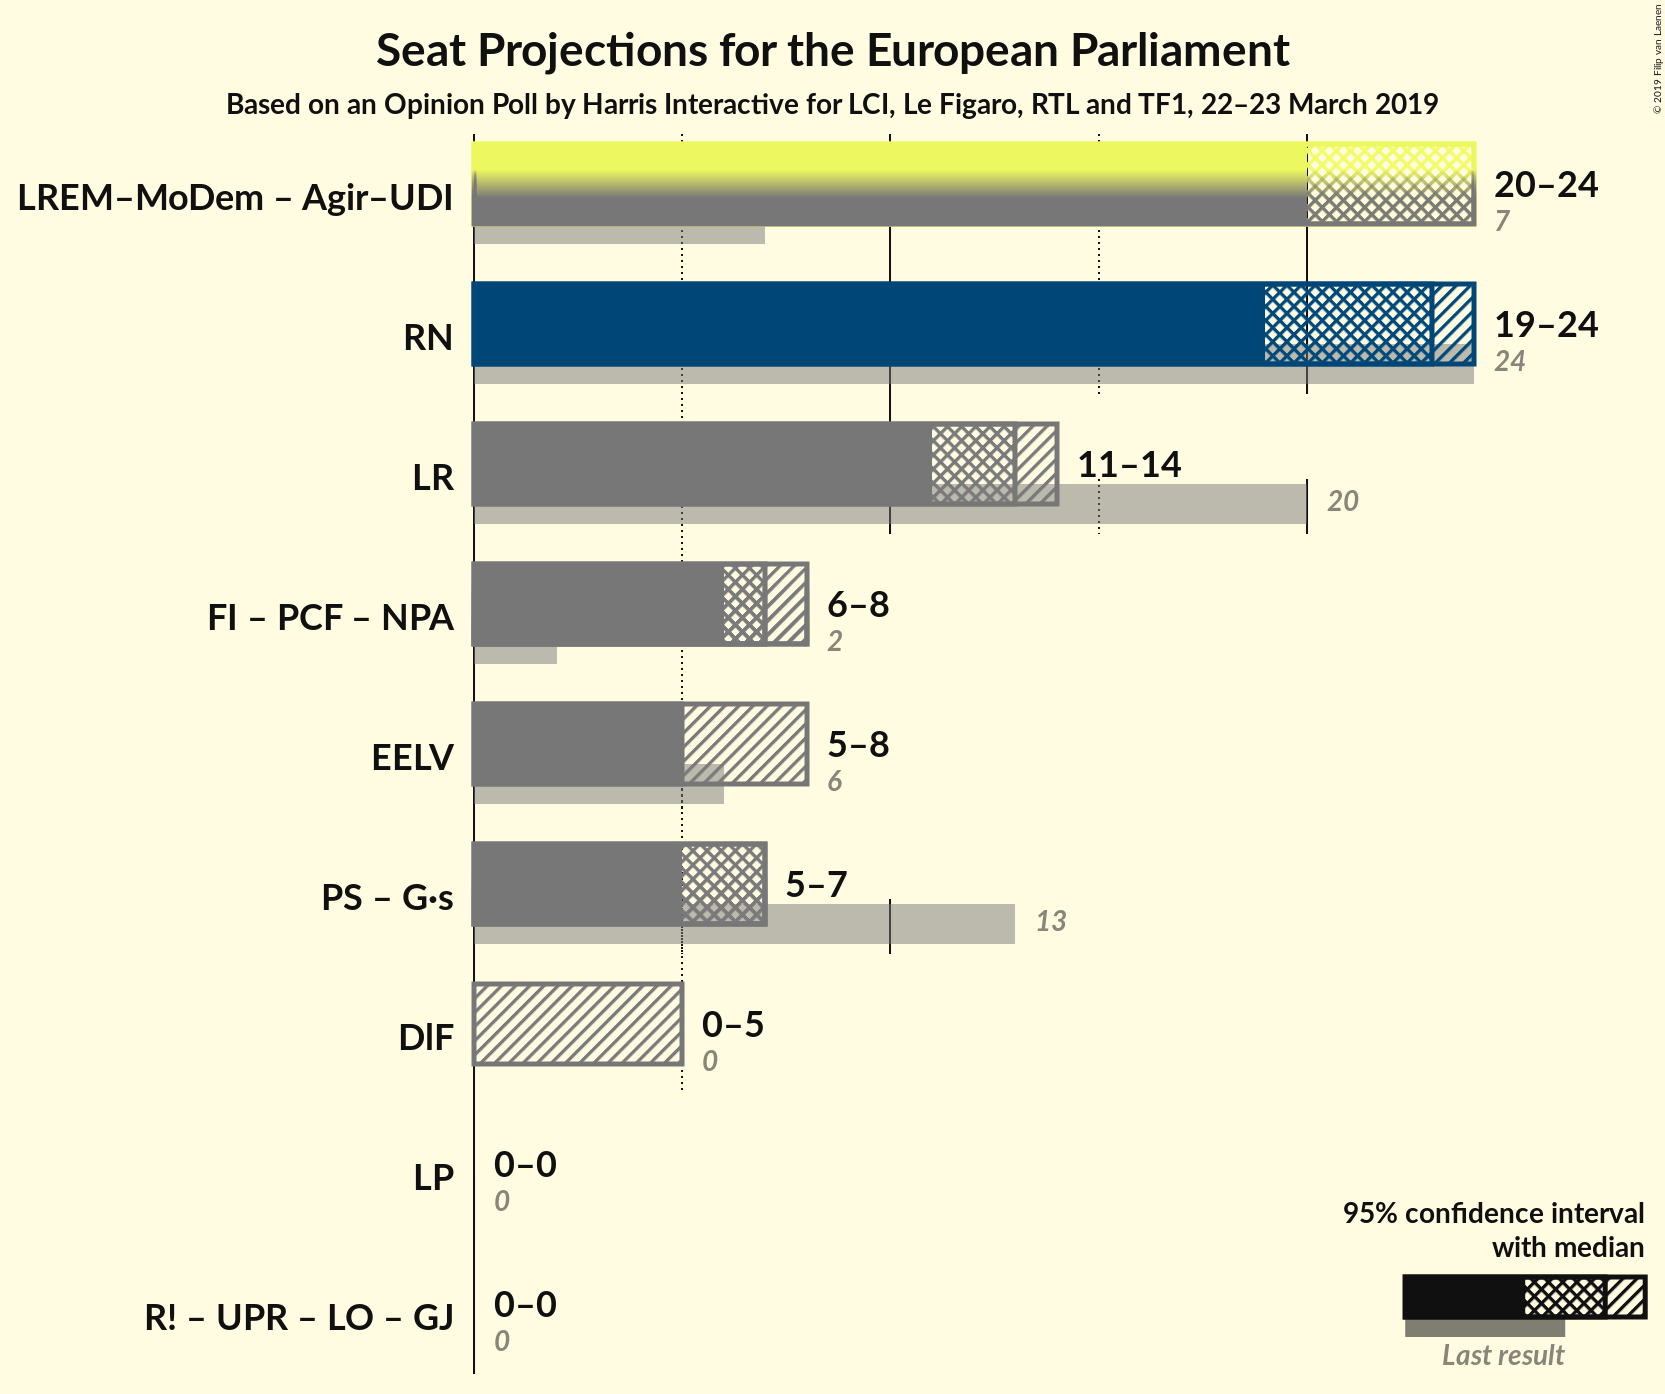 Seat Projections for the European Parliament
Based on an Opinion Poll by Harris Interactive for LCI, Le Figaro, RTL and TF1, 22–23 March 2019
© 2019 Filip van Laenen
LREM–MoDem – Agir–UDI
20–24
7
RN
19–24
24
LR
11–14
20
FI – PCF – NPA
6–8
2
EELV
5–8
6
PS – G·s
5–7
13
DlF
0–5
0
LP
0–0
0
R! – UPR – LO – GJ
0–0
0
95% confidence interval
with median
Last result